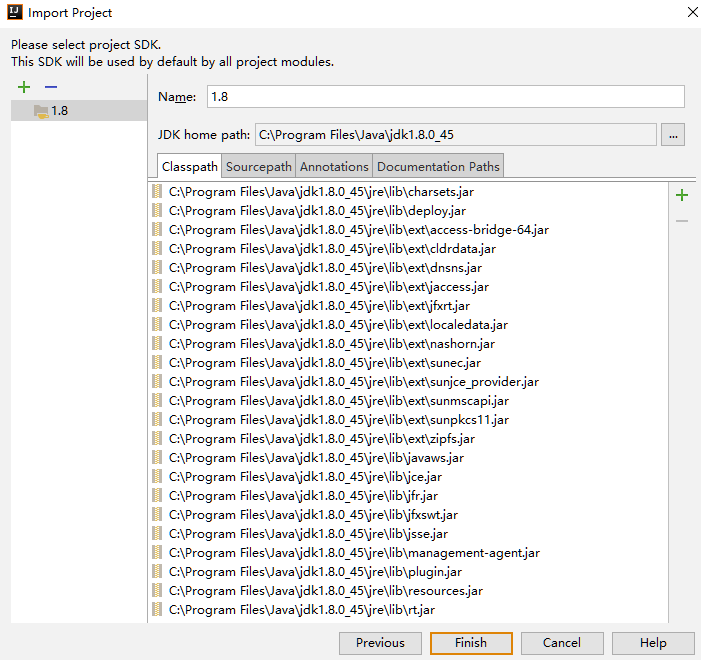 Import Project
Please select project SDK.
This SDK will be used by default by all project modules.
1.8
Name: 1.8
JDK home path: C:\Program Files\Java\jdk1.8.0_45 ...
Classpath Sourcepath Annotations Documentation Paths
C:\Program Files\Java\jdk1.8.0_45\jre\lib\charsets.jar
C:\Program Files\Java\jdk1.8.0_45\jre\lib\deploy.jar
C:\Program Files\Java\jdk1.8.0_45\jre\lib\ext\access-bridge-64.jar
C:\Program Files\Java\jdk1.8.0_45\jre\lib\ext\cldrdata.jar
C:\Program Files\Java\jdk1.8.0_45\jre\lib\ext\dnsns.jar
C:\Program Files\Java\jdk1.8.0_45\jre\lib\ext\jaccess.jar
C:\Program Files\Java\jdk1.8.0_45\jre\lib\ext\jfxrt.jar
C:\Program Files\Java\jdk1.8.0_45\jre\lib\ext\localedata.jar
C:\Program Files\Java\jdk1.8.0_45\jre\lib\ext\nashorn.jar
C:\Program Files\Java\jdk1.8.0_45\jre\lib\ext\sunec.jar
C:\Program Files\Java\jdk1.8.0_45\jre\lib\ext\sunjce_provider.jar
C:\Program Files\Java\jdk1.8.0_45\jre\lib\ext\sunmscapi.jar
C:\Program Files\Java\jdk1.8.0_45\jre\lib\ext\sunpkcs11.jar
C:\Program Files\Java\jdk1.8.0_45\jre\lib\ext\zipfs.jar
C:\Program Files\Java\jdk1.8.0_45\jre\lib\javaws.jar
C:\Program Files\Java\jdk1.8.0_45\jre\lib\jce.jar
C:\Program Files\Java\jdk1.8.0_45\jre\lib\jfr.jar
C:\Program Files\Java\jdk1.8.0_45\jre\lib\jfxswt.jar
C:\Program Files\Java\jdk1.8.0_45\jre\lib\jsse.jar
C:\Program Files\Java\jdk1.8.0_45\jre\lib\management-agent.jar
C:\Program Files\Java\jdk1.8.0_45\jre\lib\plugin.jar
C:\Program Files\Java\jdk1.8.0_45\jre\lib\resources.jar
C:\Program Files\Java\jdk1.8.0_45\jre\lib\rt.jar
Previous Finish Cancel Help